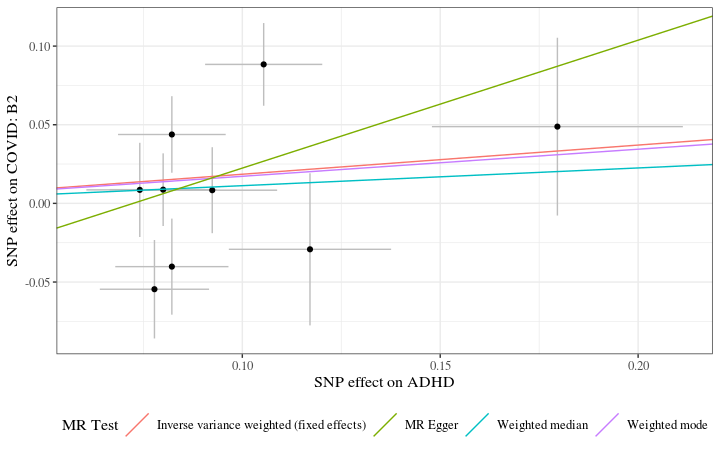 0.10
0.05
0.00
-0.05
SNP effect on COVID: B2
0.10 0.15 0.20
SNP effect on ADHD
MR Test Inverse variance weighted (fixed effects) MR Egger Weighted median Weighted mode